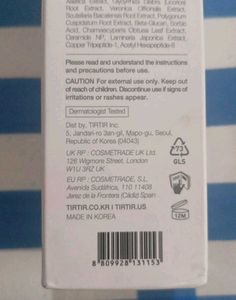 Root Extract, Veronica Officinalis Extract,
Scutellaria Baicalensis Root Extract, Polygonum
Cuspidatum Root Extract, Beta-Glucan, Sorbic
Acid, Chamaecyparis Obtusa Leaf Extract,
Ceramide NP, Laminaria Japonica Extract,
Copper Tripeptide-1, Acetyl Hexapeptide-8
Please read and understand the instructions
and precautions before use.
CAUTION For external use only. Keep out
of reach of children. Discontinue use if signs of
irritations or rashes appear.
Dermatologist Tested
Dist. by: TIRTIR Inc.
5, Jandari-ro 3an-gil, Mapo-gu, Seoul,
Republic of Korea (04043)
UK RP : COSMETRADE UK Ltd.
126 Wigmore Street, London
W1U 3RZ UK
EU RP : COSMETRADE, S.L.
Avenida Sudáfrica, 110 11408
Jerez de la Frontera (Cádiz) Spain
TIRTIR.CO.KR I TIRTIR.US
MADE IN KOREA
73
GLS
12M
8 809928 131153